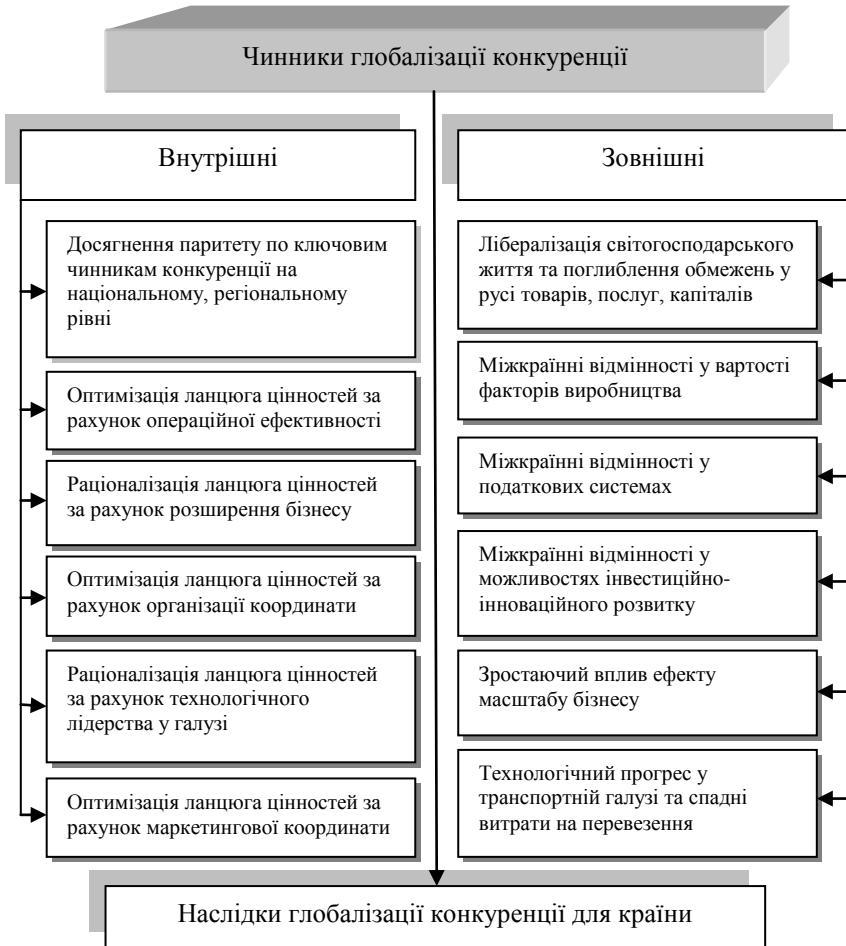 Чинники глобалізації конкуренції
Внутрішні
Досягнення паритету по ключовим
чинникам конкуренції на
національному, регіональному
рівні
Оптимізація ланцюга цінностей за
рахунок операційної ефективності
Раціоналізація ланцюга цінностей
за рахунок розширення бізнесу
Оптимізація ланцюга цінностей за
рахунок організації координати
Раціоналізація ланцюга цінностей
за рахунок технологічного
лідерства у галузі
Оптимізація ланцюга цінностей за
рахунок маркетингової координати
Зовнішні
Лібералізація світогосподарського
життя та поглиблення обмежень у
русі товарів, послуг, капіталів
Міжкраїнні відмінності у вартості
факторів виробництва
Міжкраїнні відмінності у
податкових системах
Міжкраїнні відмінності у
можливостях інвестиційно-
інноваційного розвитку
Зростаючий вплив ефекту
масштабу бізнесу
Технологічний прогрес у
транспортній галузі та спадні
витрати на перевезення
Наслідки глобалізації конкуренції для країни